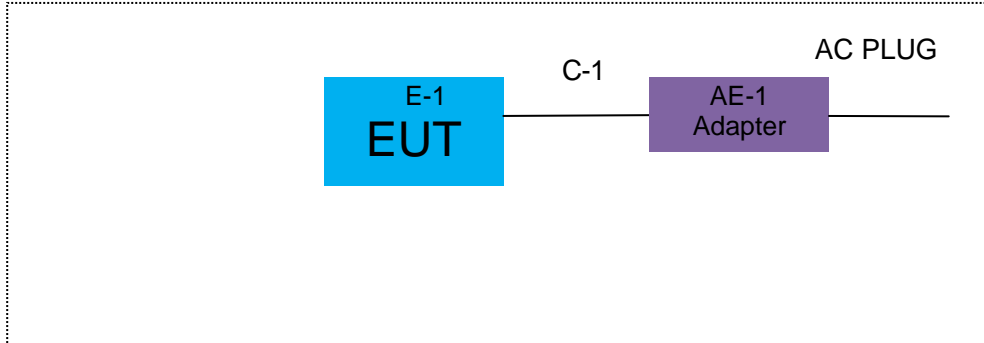 AC PLUG
C-1
E-1
EUT
AE-1
Adapter